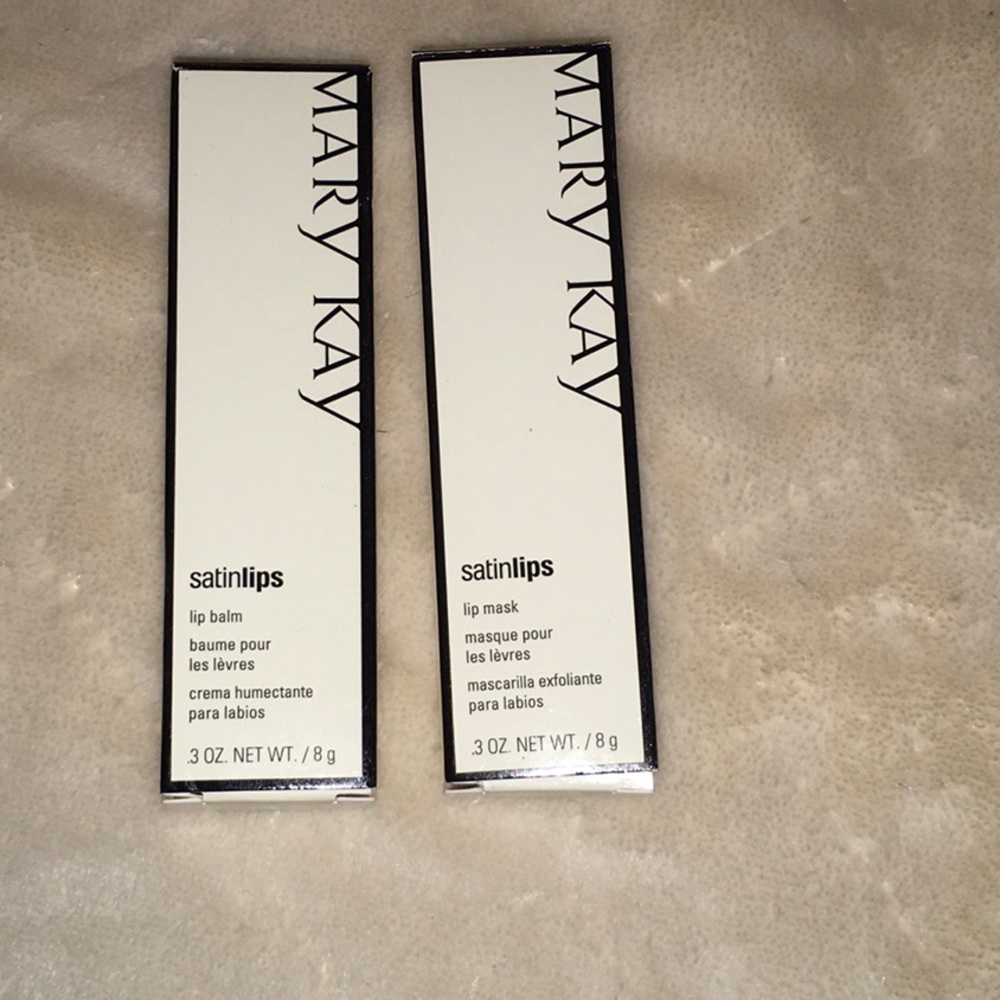 MARY KAY
satinlips
lip balm
baume pour
les lèvres
crema humectante
para labios
.3 OZ. NET WT. / 8 g
MARY KAY
satinlips
lip mask
masque pour
les lèvres
mascarilla exfoliante
para labios
.3 OZ. NET WT. / 8 g